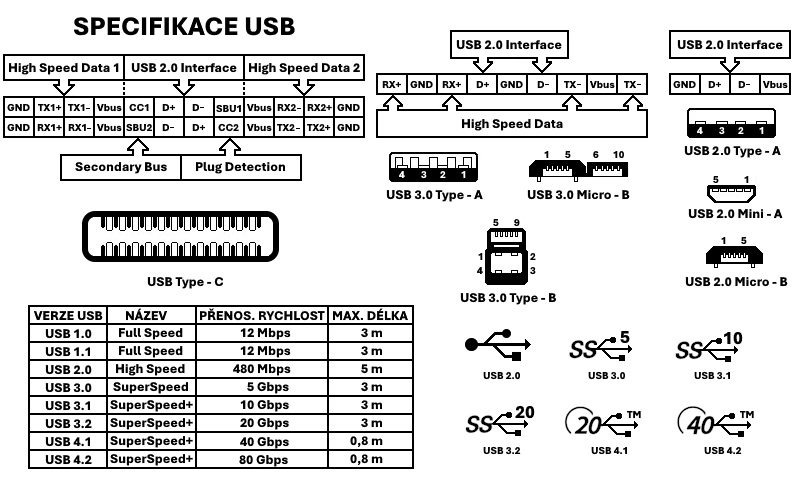 SPECIFIKACE USB
High Speed Data 1 USB 2.0 Interface High Speed Data 2
GND TX1+ TX1- Vbus CC1 D+ D- SBU1 Vbus RX2- RX2+ GND
GND RX1+ RX1- Vbus SBU2 D- D+ CC2 Vbus TX2- TX2+ GND
Secondary Bus Plug Detection
USB Type - C
USB 2.0 Interface
RX+ GND RX+ D+ GND D- TX- Vbus TX-
High Speed Data
4 3 2 1
USB 3.0 Type - A
1 5 6 10
USB 3.0 Micro - B
5 9
1 2
4 3
USB 3.0 Type - B
USB 2.0 Interface
GND D+ D- Vbus
4 3 2 1
USB 2.0 Type - A
5 1
USB 2.0 Mini - A
1 5
USB 2.0 Micro - B
VERZE USB NÁZEV PŘENOS. RYCHLOST MAX. DÉLKA
USB 1.0 Full Speed 12 Mbps 3 m
USB 1.1 Full Speed 12 Mbps 3 m
USB 2.0 High Speed 480 Mbps 5 m
USB 3.0 SuperSpeed 5 Gbps 3 m
USB 3.1 SuperSpeed+ 10 Gbps 3 m
USB 3.2 SuperSpeed+ 20 Gbps 3 m
USB 4.1 SuperSpeed+ 40 Gbps 0,8 m
USB 4.2 SuperSpeed+ 80 Gbps 0,8 m
USB 2.0
SS 5
USB 3.0
SS 10
USB 3.1
SS 20
USB 3.2
20 TM
USB 4.1
40 TM
USB 4.2